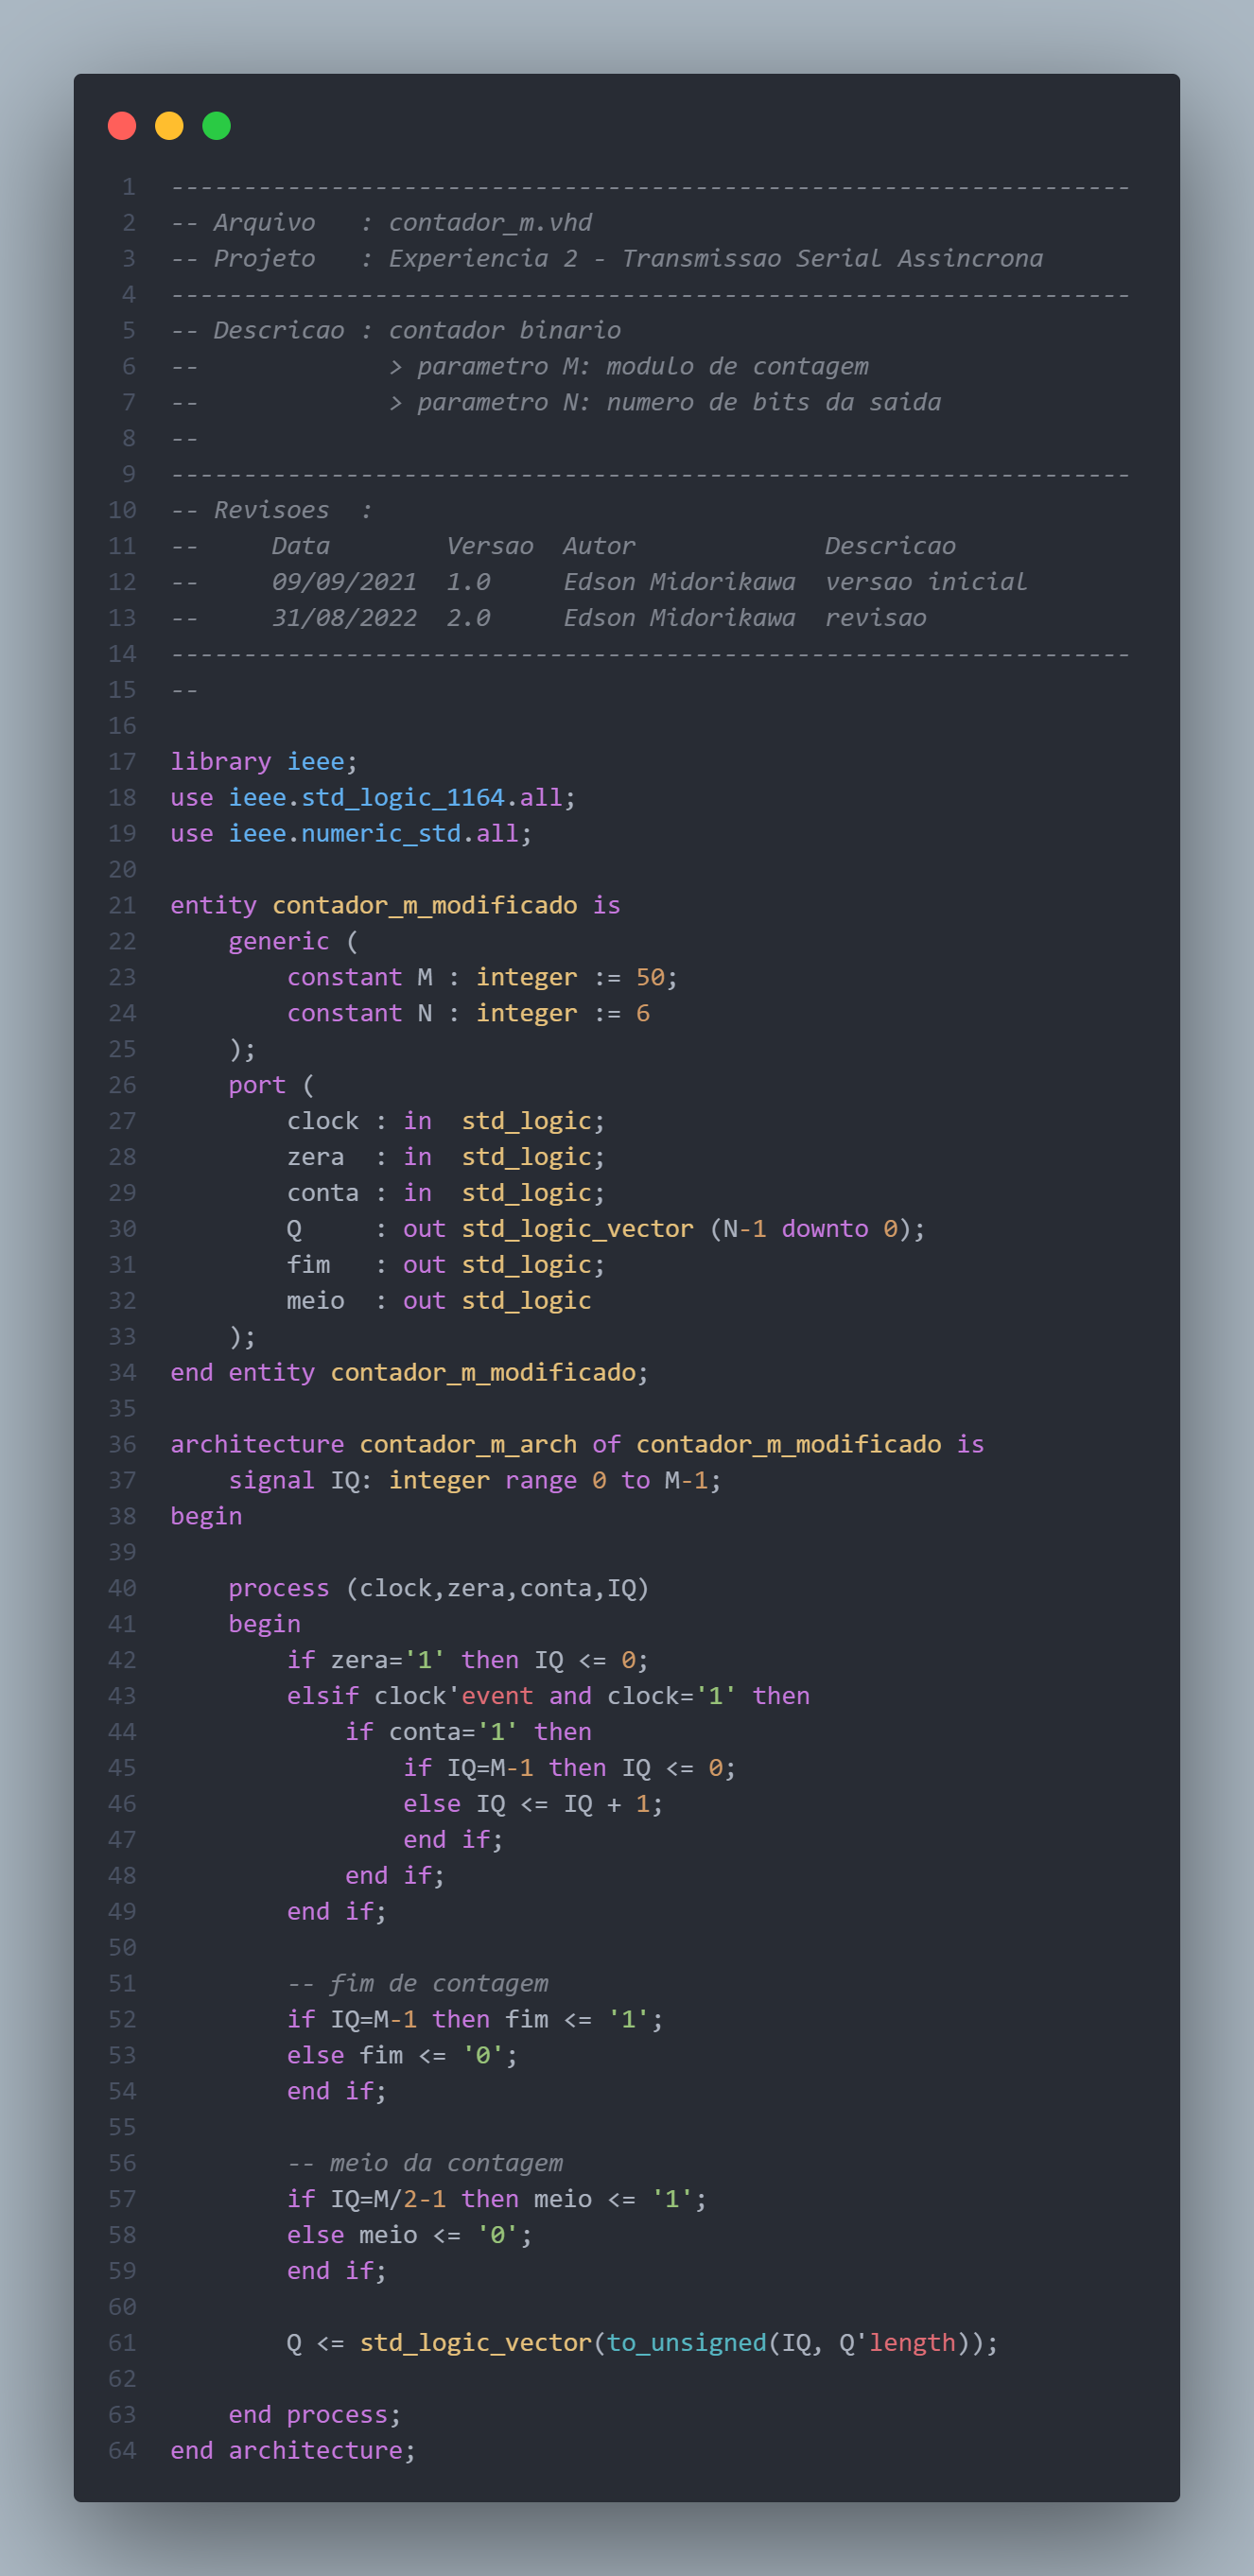 1 ------------------------------------------------------------------
2 -- Arquivo   : contador_m.vhd
3 -- Projeto   : Experiencia 2 - Transmissao Serial Assincrona
4 ------------------------------------------------------------------
5 -- Descricao : contador binario
6 --             > parametro M: modulo de contagem
7 --             > parametro N: numero de bits da saida
8 --
9 ------------------------------------------------------------------
10 -- Revisoes  :
11 --     Data        Versao  Autor             Descricao
12 --     09/09/2021  1.0     Edson Midorikawa  versao inicial
13 --     31/08/2022  2.0     Edson Midorikawa  revisao
14 ------------------------------------------------------------------
15 --
16
17 library ieee;
18 use ieee.std_logic_1164.all;
19 use ieee.numeric_std.all;
20
21 entity contador_m_modificado is
22     generic (
23         constant M : integer := 50;
24         constant N : integer := 6
25     );
26     port (
27         clock : in  std_logic;
28         zera  : in  std_logic;
29         conta : in  std_logic;
30         Q     : out std_logic_vector (N-1 downto 0);
31         fim   : out std_logic;
32         meio  : out std_logic
33     );
34 end entity contador_m_modificado;
35
36 architecture contador_m_arch of contador_m_modificado is
37     signal IQ: integer range 0 to M-1;
38 begin
39
40     process (clock,zera,conta,IQ)
41     begin
42         if zera='1' then IQ <= 0;
43         elsif clock'event and clock='1' then
44             if conta='1' then
45                 if IQ=M-1 then IQ <= 0;
46                 else IQ <= IQ + 1;
47                 end if;
48             end if;
49         end if;
50
51         -- fim de contagem
52         if IQ=M-1 then fim <= '1';
53         else fim <= '0';
54         end if;
55
56         -- meio da contagem
57         if IQ=M/2-1 then meio <= '1';
58         else meio <= '0';
59         end if;
60
61         Q <= std_logic_vector(to_unsigned(IQ, Q'length));
62
63     end process;
64 end architecture;